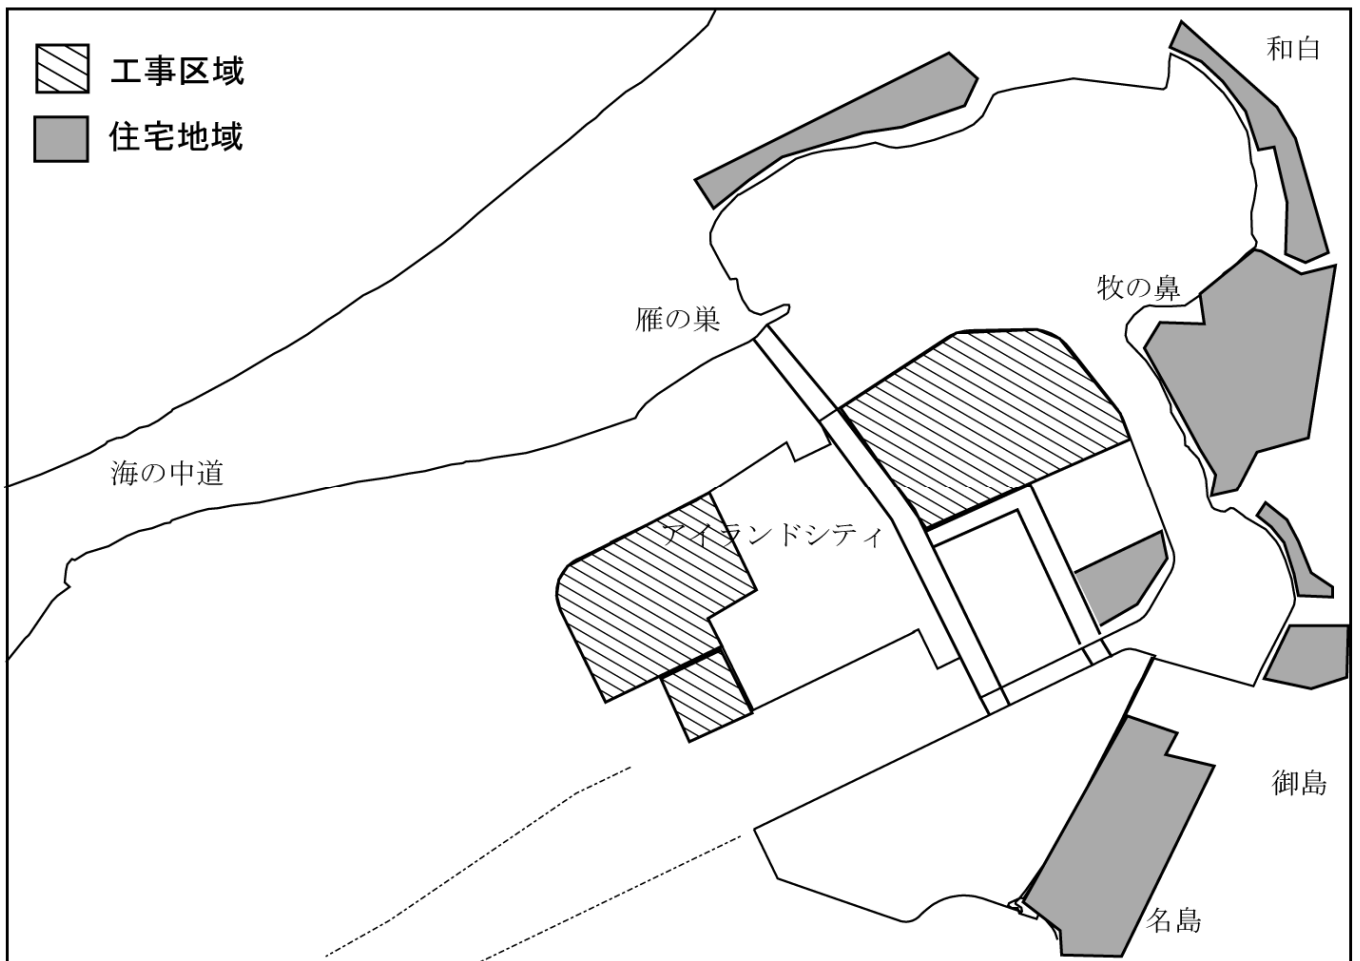 工事区域
住宅地域
和白
牧の鼻
雁の巣
海の中道
アイランドシティ
御島
名島